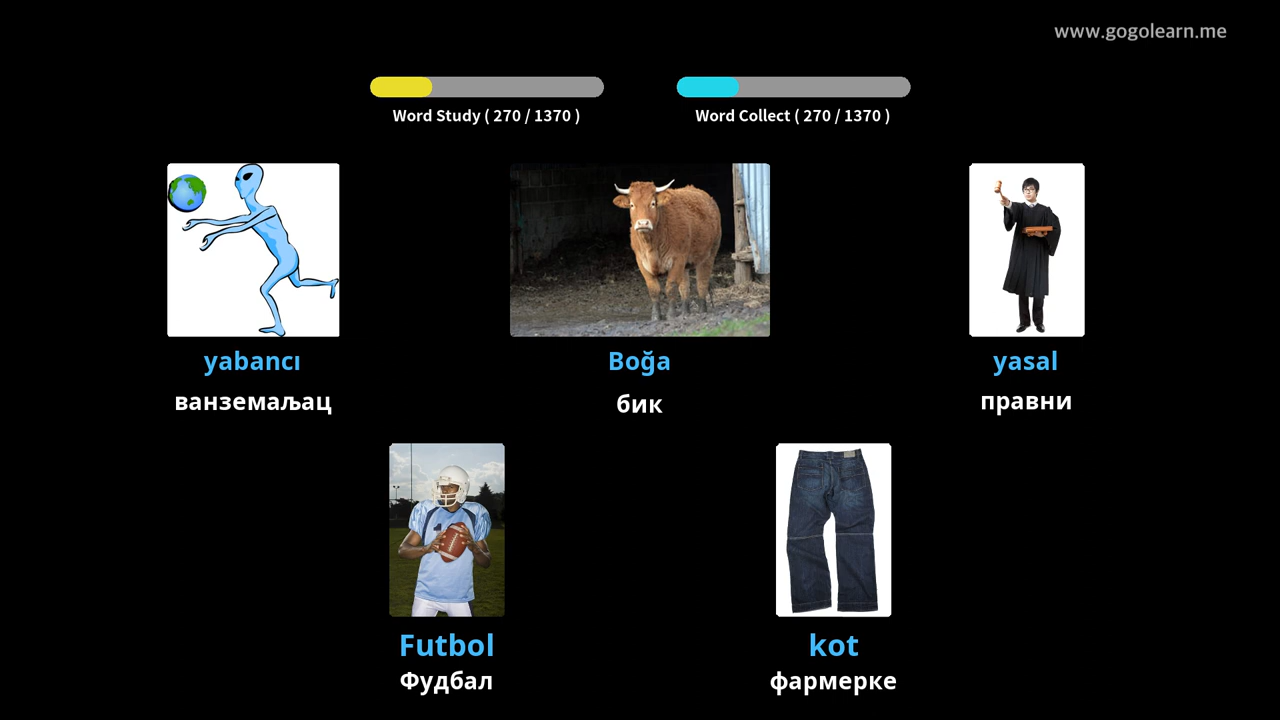 www.gogolearn.me
Word Study ( 270 / 1370 )
Word Collect ( 270 / 1370 )
yabancı
ванземаљац
Boğa
бик
yasal
правни
Futbol
Фудбал
kot
фармерке